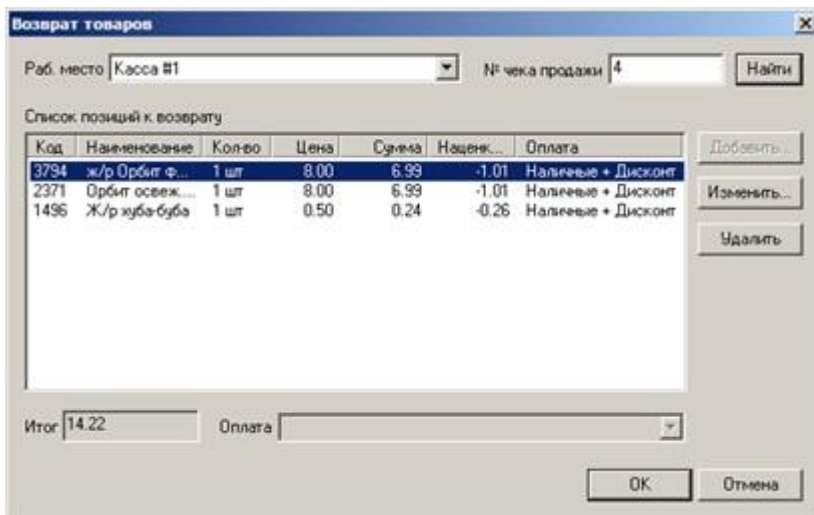 Возврат товаров
Раб. место Касса #1 № чека продажи 4 Найти
Список позиций к возврату
Код Наименование Кол-во Цена Сумма Наценк... Оплата Добавить...
3794 ж/р Орбит ф... 1 шт 8.00 6.99 -1.01 Наличные + Дисконт
2371 Орбит освеж.... 1 шт 8.00 6.99 -1.01 Наличные + Дисконт Изменить...
1496 Ж/р хуба-буба 1 шт 0.50 0.24 -0.26 Наличные + Дисконт
Удалить
Итог 14.22 Оплата
OK Отмена